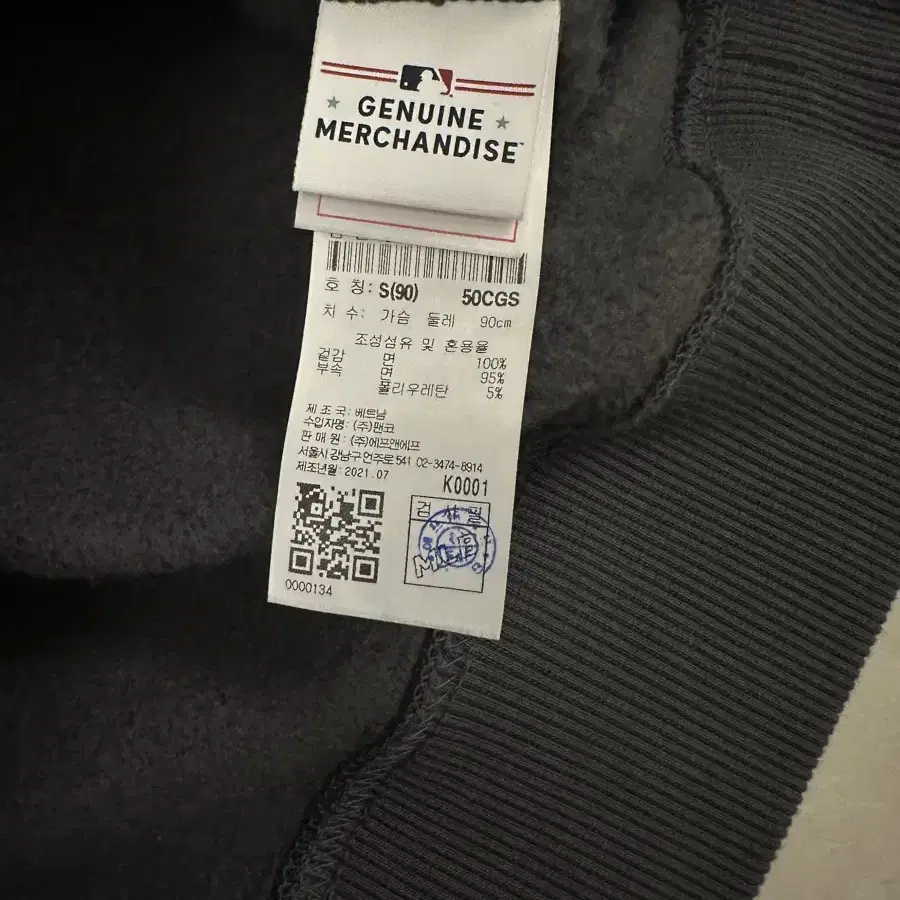 GENUINE
MERCHANDISE
호 칭: S(90) 50CGS
치 수: 가슴 둘레 90cm
조성섬유 및 혼용율
겉감 면 100%
부속 면 95%
폴리우레탄 5%
제 조 국: 베트남
수입자명: (주)팬코
판 매 원: (주)에프앤에프
서울시 강남구 언주로 541 02-3474-8914
제조년월: 2021.07
K0001
검 사 필
0000134